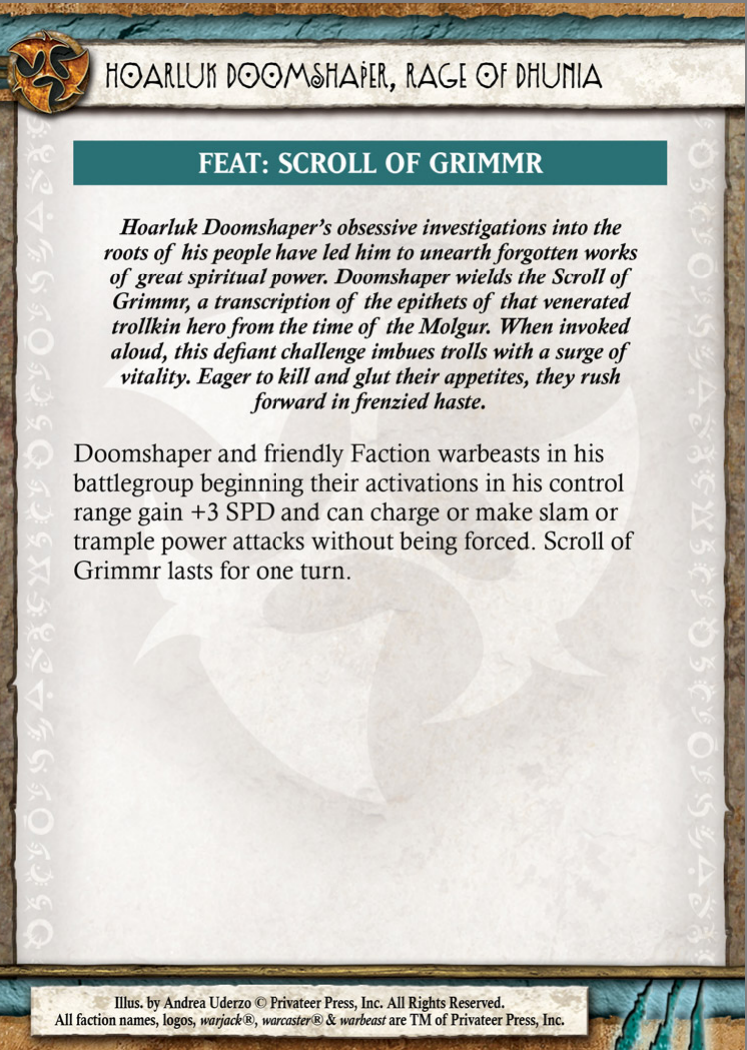 HOARLUK DOOMSHAPER, RAGE OF DHUNIA
FEAT: SCROLL OF GRIMMR
Hoarluk Doomshaper's obsessive investigations into the
roots of his people have led him to unearth forgotten works
of great spiritual power. Doomshaper wields the Scroll of
Grimmr, a transcription of the epithets of that venerated
trollkin hero from the time of the Molgur. When invoked
aloud, this defiant challenge imbues trolls with a surge of
vitality. Eager to kill and glut their appetites, they rush
forward in frenzied haste.
Doomshaper and friendly Faction warbeasts in his
battlegroup beginning their activations in his control
range gain +3 SPD and can charge or make slam or
trample power attacks without being forced. Scroll of
Grimmr lasts for one turn.
Illus. by Andrea Uderzo © Privateer Press, Inc. All Rights Reserved.
All faction names, logos, warjack®, warcaster® & warbeast are TM of Privateer Press, Inc.